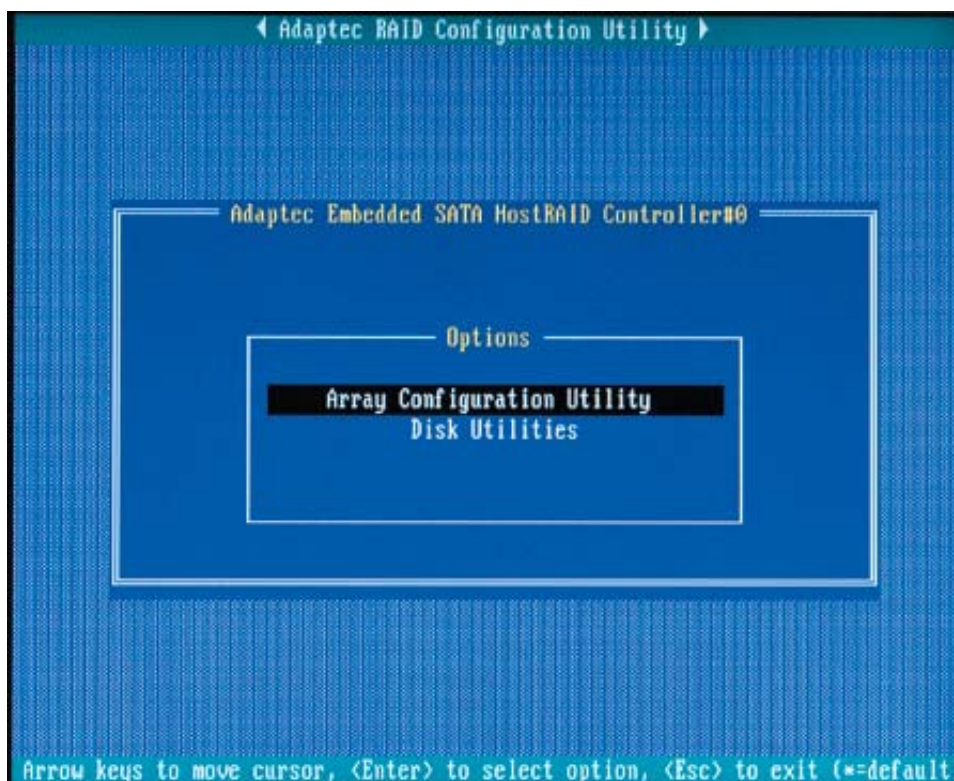 Adaptec RAID Configuration Utility
Adaptec Embedded SATA HostRAID Controller#0
Options
Array Configuration Utility
Disk Utilities
Arrow keys to move cursor, <Enter> to select option, <Esc> to exit (*=default